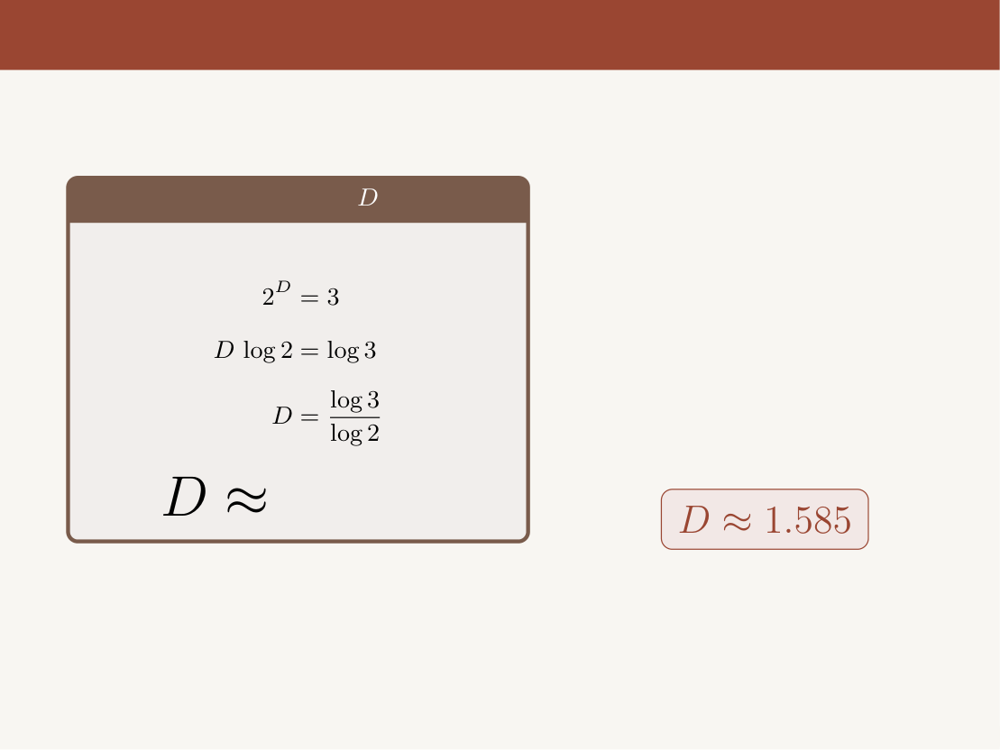 D
2^D = 3
D log 2 = log 3
D = log 3 / log 2
D ≈
D ≈ 1.585